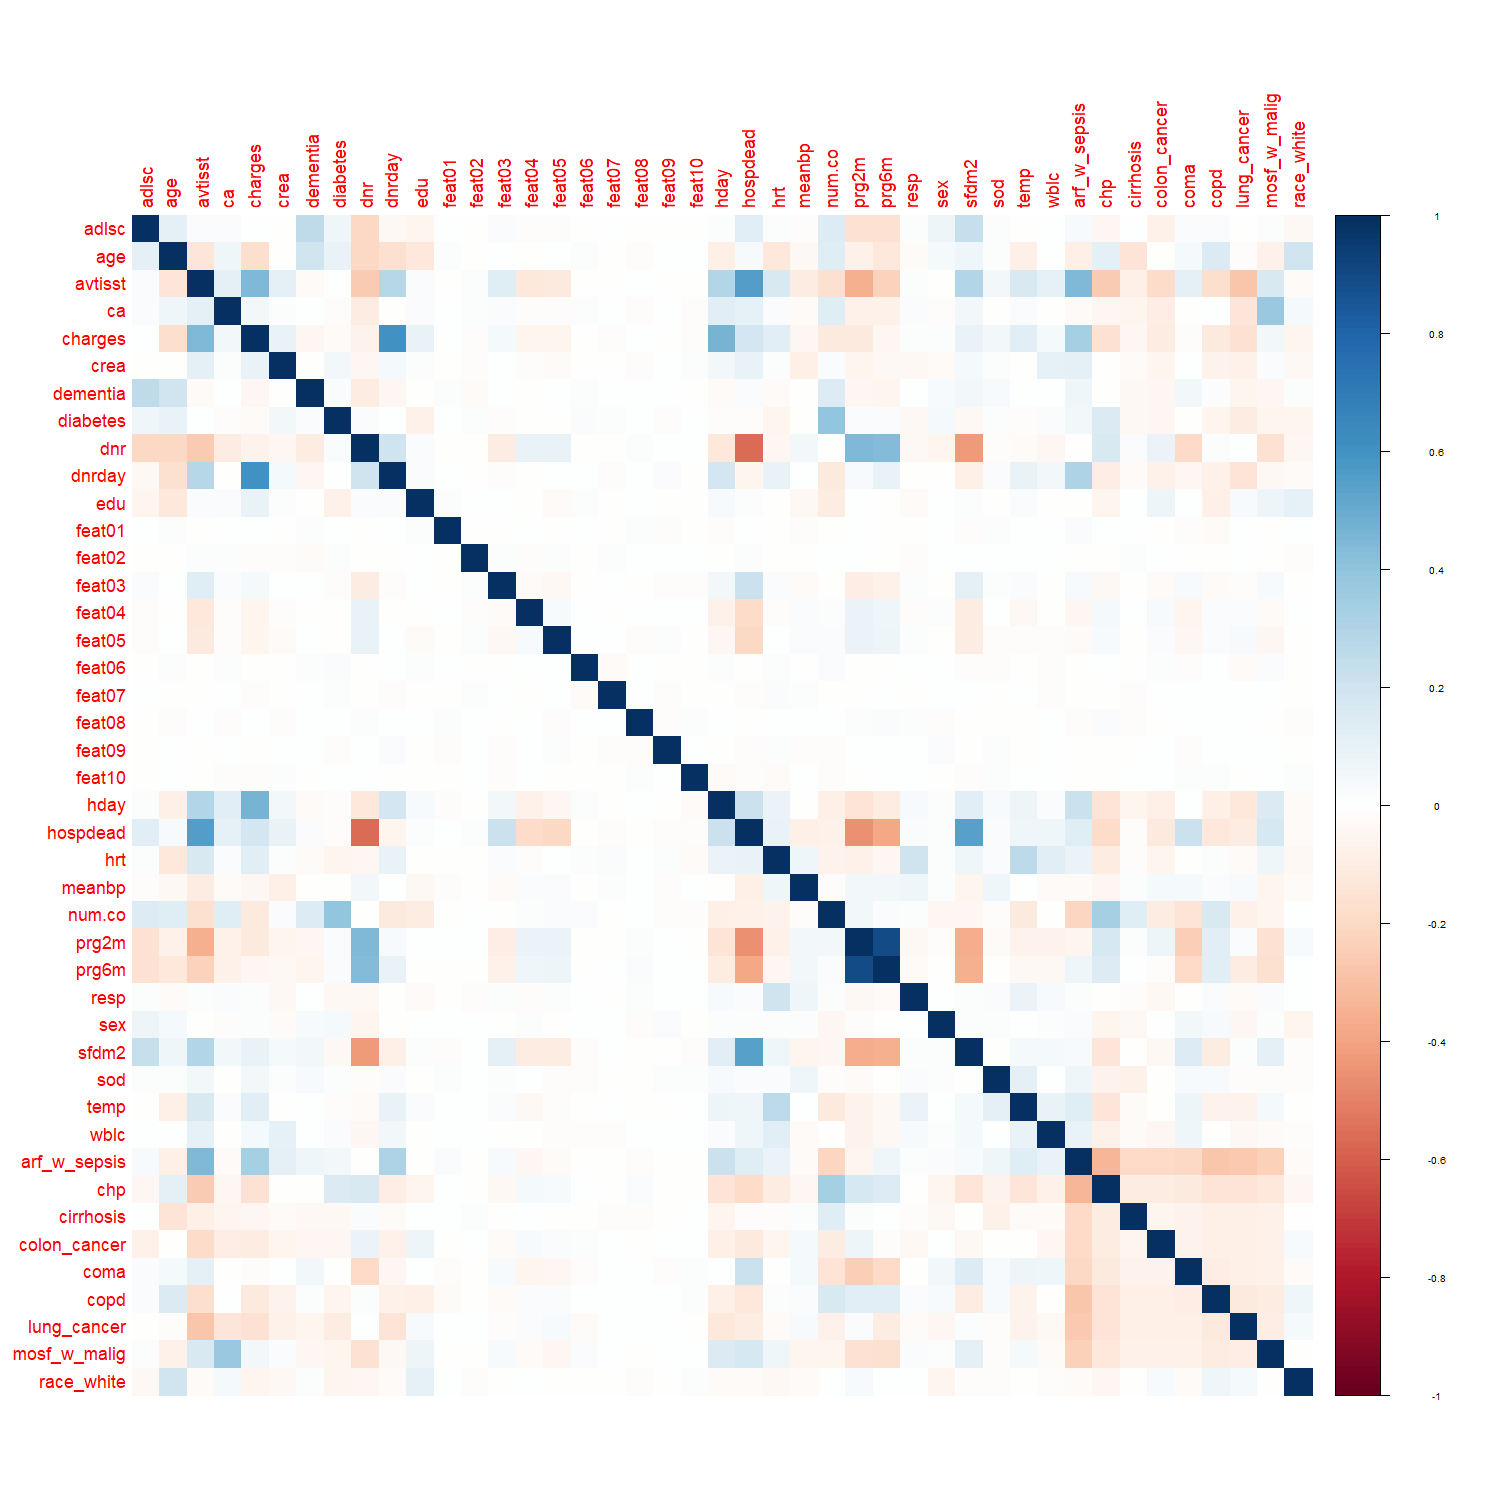 adlsc
age
avtisst
ca
charges
crea
dementia
diabetes
dnr
dnrday
edu
feat01
feat02
feat03
feat04
feat05
feat06
feat07
feat08
feat09
feat10
hday
hospdead
hrt
meanbp
num.co
prg2m
prg6m
resp
sex
sfdm2
sod
temp
wblc
arf_w_sepsis
chp
cirrhosis
colon_cancer
coma
copd
lung_cancer
mosf_w_malig
race_white
adlsc
age
avtisst
ca
charges
crea
dementia
diabetes
dnr
dnrday
edu
feat01
feat02
feat03
feat04
feat05
feat06
feat07
feat08
feat09
feat10
hday
hospdead
hrt
meanbp
num.co
prg2m
prg6m
resp
sex
sfdm2
sod
temp
wblc
arf_w_sepsis
chp
cirrhosis
colon_cancer
coma
copd
lung_cancer
mosf_w_malig
race_white
1
0.8
0.6
0.4
0.2
0
-0.2
-0.4
-0.6
-0.8
-1